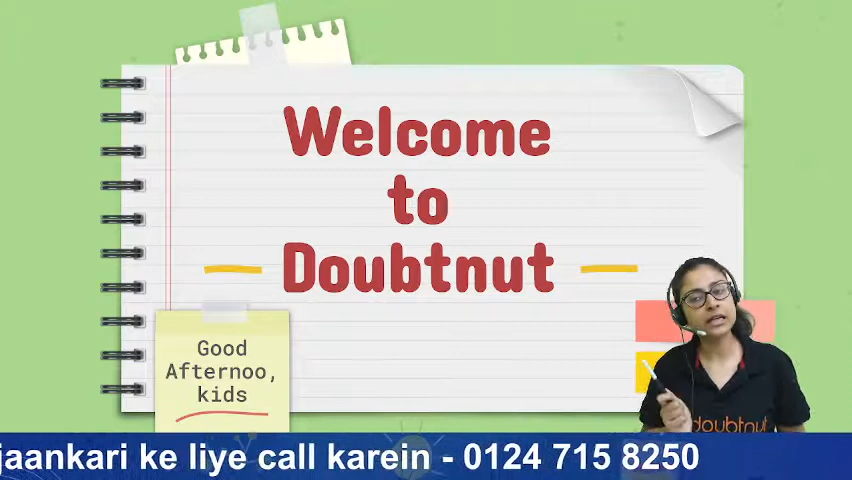 Welcome
to
Doubtnut
Good
Afternoo,
kids
doubtnut
jaankari ke liye call karein - 0124 715 8250